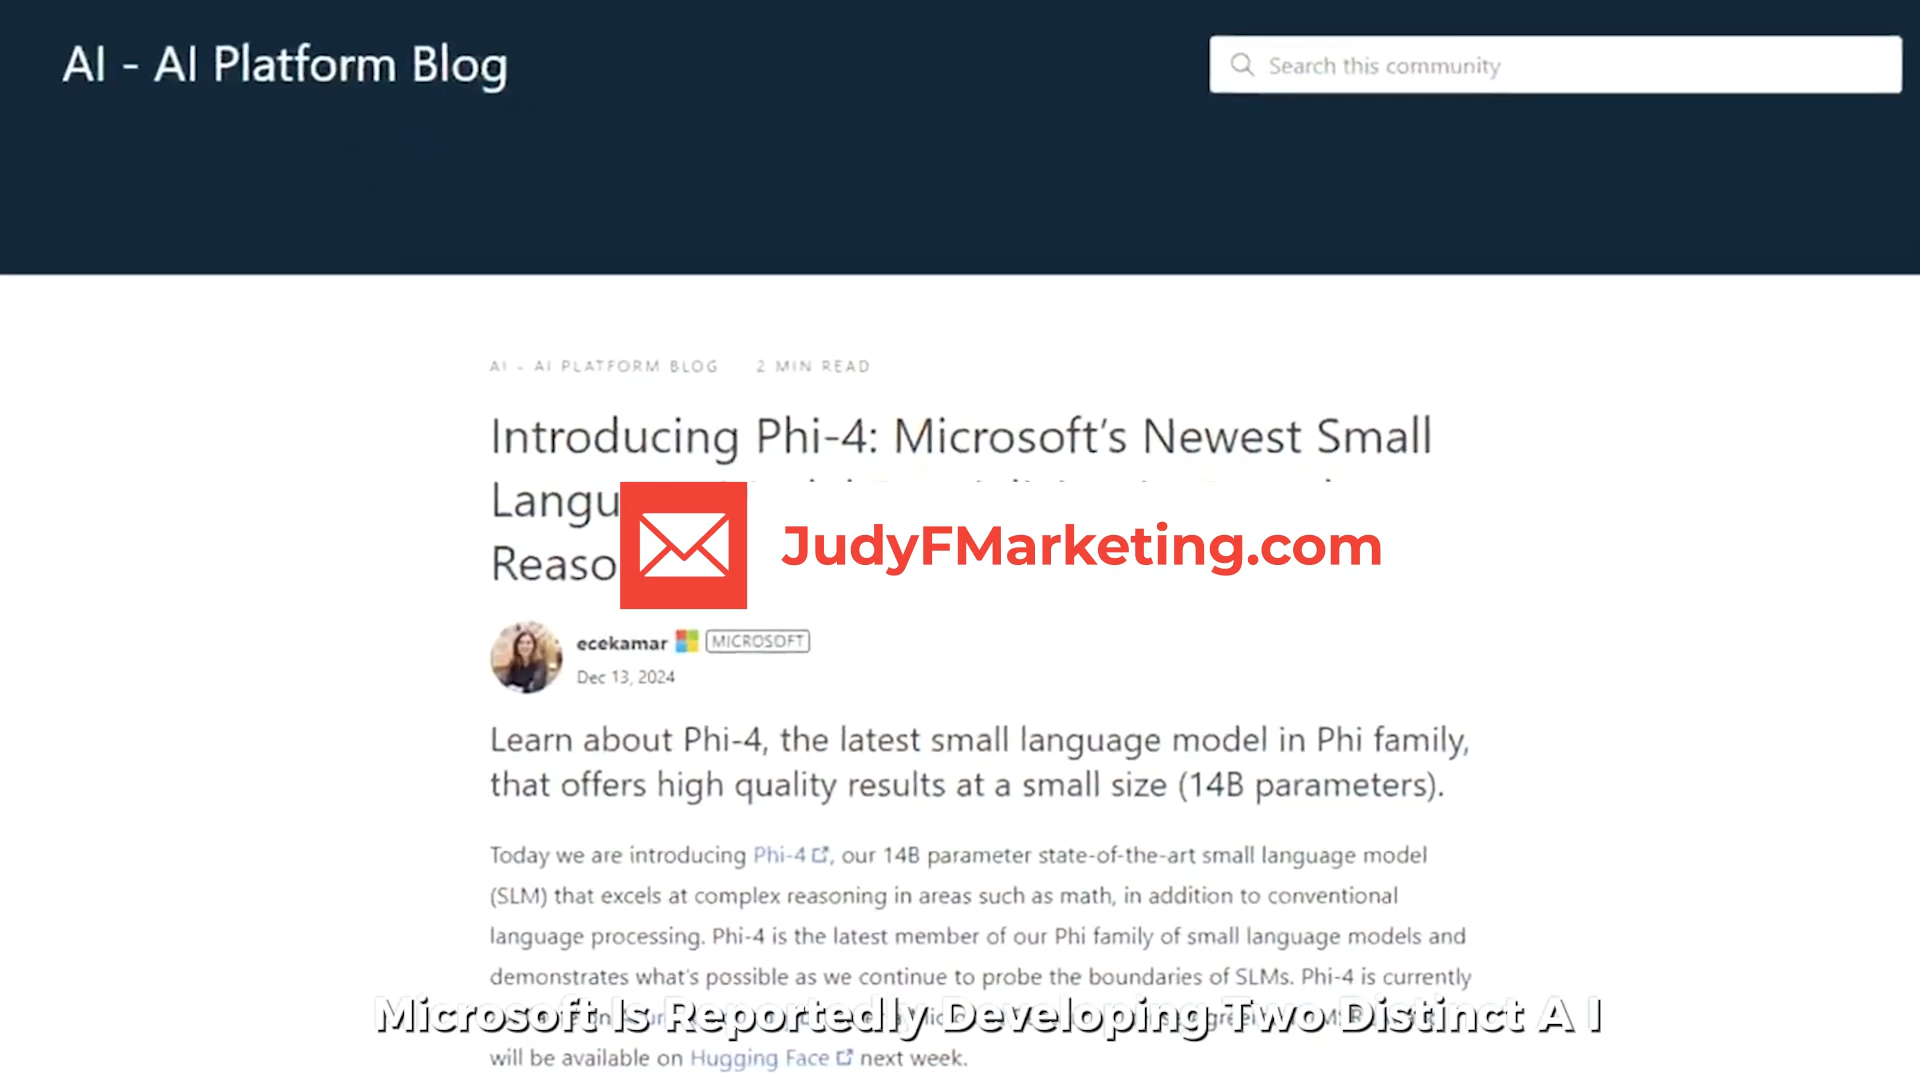 AI - AI Platform Blog
Search this community
AI - AI PLATFORM BLOG 2 MIN READ
Introducing Phi-4: Microsoft's Newest Small
Langu
Reaso
JudyFMarketing.com
ecekamar MICROSOFT
Dec 13, 2024
Learn about Phi-4, the latest small language model in Phi family,
that offers high quality results at a small size (14B parameters).
Today we are introducing Phi-4, our 14B parameter state-of-the-art small language model
(SLM) that excels at complex reasoning in areas such as math, in addition to conventional
language processing. Phi-4 is the latest member of our Phi family of small language models and
demonstrates what's possible as we continue to probe the boundaries of SLMs. Phi-4 is currently
Microsoft Is Reportedly Developing Two Distinct A I
will be available on Hugging Face next week.